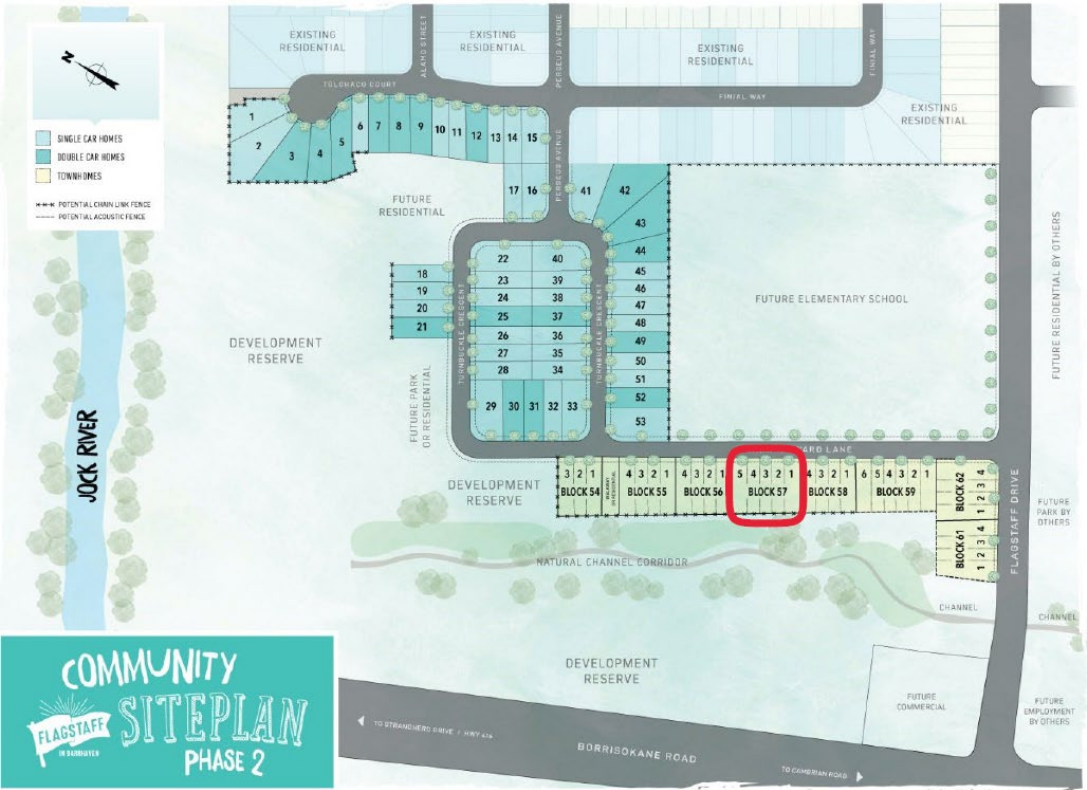 N
SINGLE CAR HOMES
DOUBLE CAR HOMES
TOWNHOMES
POTENTIAL CHAIN LINK FENCE
POTENTIAL ACOUSTIC FENCE
EXISTING
RESIDENTIAL
ALAMO STREET
EXISTING
RESIDENTIAL
PERSEUS AVENUE
EXISTING
RESIDENTIAL
FINIAL WAY
COURT
FINIAL WAY
EXISTING
RESIDENTIAL
1
2
3
4
5
6
7
8
9
10
11
12
13
14
15
PERSEUS AVENUE
17
16
41
42
43
44
45
46
47
48
49
50
51
52
53
FUTURE
RESIDENTIAL
18
19
20
21
22
23
24
25
26
27
28
40
39
38
37
36
35
34
29
30
31
32
33
TURNBUCKLE CRESCENT
TURNBUCKLE CRESCENT
FUTURE ELEMENTARY SCHOOL
FUTURE RESIDENTIAL BY OTHERS
DEVELOPMENT
RESERVE
FUTURE PARK
OR RESIDENTIAL
JOCK RIVER
LANE
DEVELOPMENT
RESERVE
3 2 1
BLOCK 54
4 3 2 1
BLOCK 55
4 3 2 1
BLOCK 56
5 4 3 2 1
BLOCK 57
4 3 2 1
BLOCK 58
6 5 4 3 2 1
BLOCK 59
BLOCK 62
1 2 3 4
BLOCK 61
1 2 3 4
FLAGSTAFF DRIVE
FUTURE
PARK BY
OTHERS
NATURAL CHANNEL CORRIDOR
CHANNEL
CHANNEL
DEVELOPMENT
RESERVE
FUTURE
COMMERCIAL
FUTURE
EMPLOYMENT
BY OTHERS
TO STRANDHERD DRIVE / HWY 416
BORRISOKANE ROAD
TO CAMBRIAN ROAD
COMMUNITY
SITEPLAN
PHASE 2
FLAGSTAFF
IN BARRHAVEN